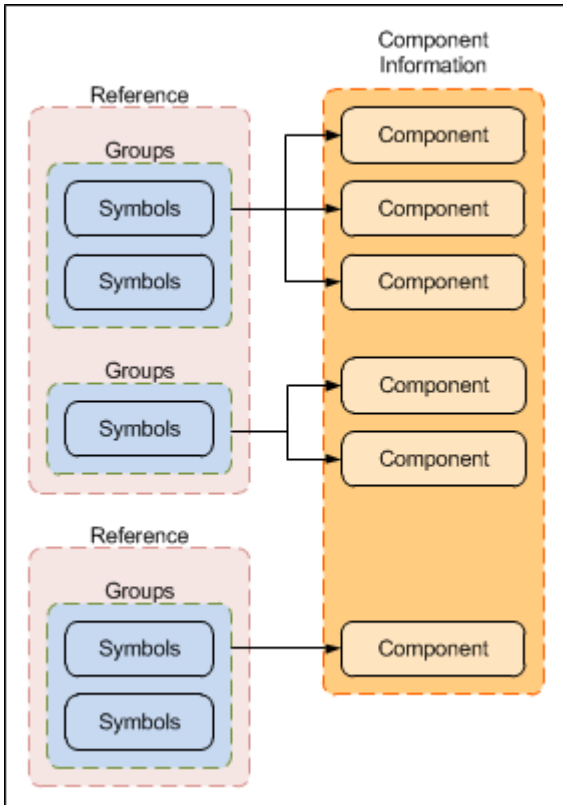 Component
Information
Reference
Groups
Symbols
Symbols
Groups
Symbols
Component
Component
Component
Component
Component
Reference
Groups
Symbols
Symbols
Component